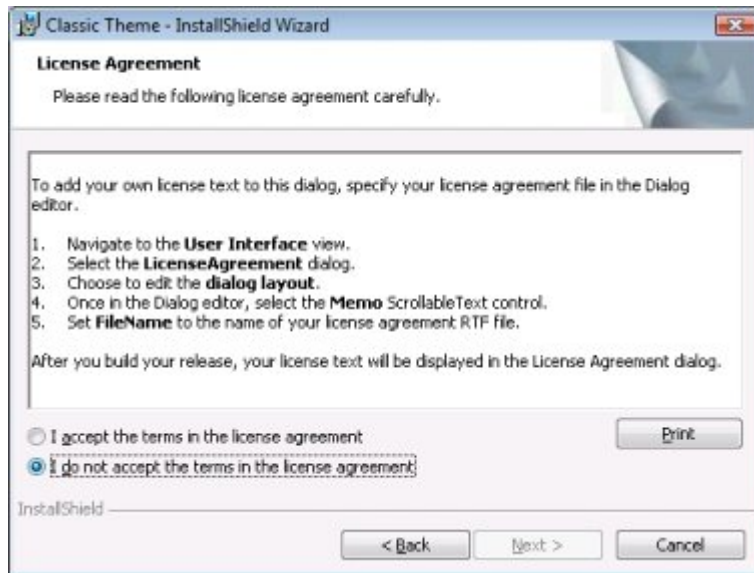 Classic Theme - InstallShield Wizard
License Agreement
Please read the following license agreement carefully.
To add your own license text to this dialog, specify your license agreement file in the Dialog
editor.
1. Navigate to the User Interface view.
2. Select the LicenseAgreement dialog.
3. Choose to edit the dialog layout.
4. Once in the Dialog editor, select the Memo ScrollableText control.
5. Set FileName to the name of your license agreement RTF file.
After you build your release, your license text will be displayed in the License Agreement dialog.
I accept the terms in the license agreement
Print
I do not accept the terms in the license agreement
InstallShield
< Back
Next >
Cancel